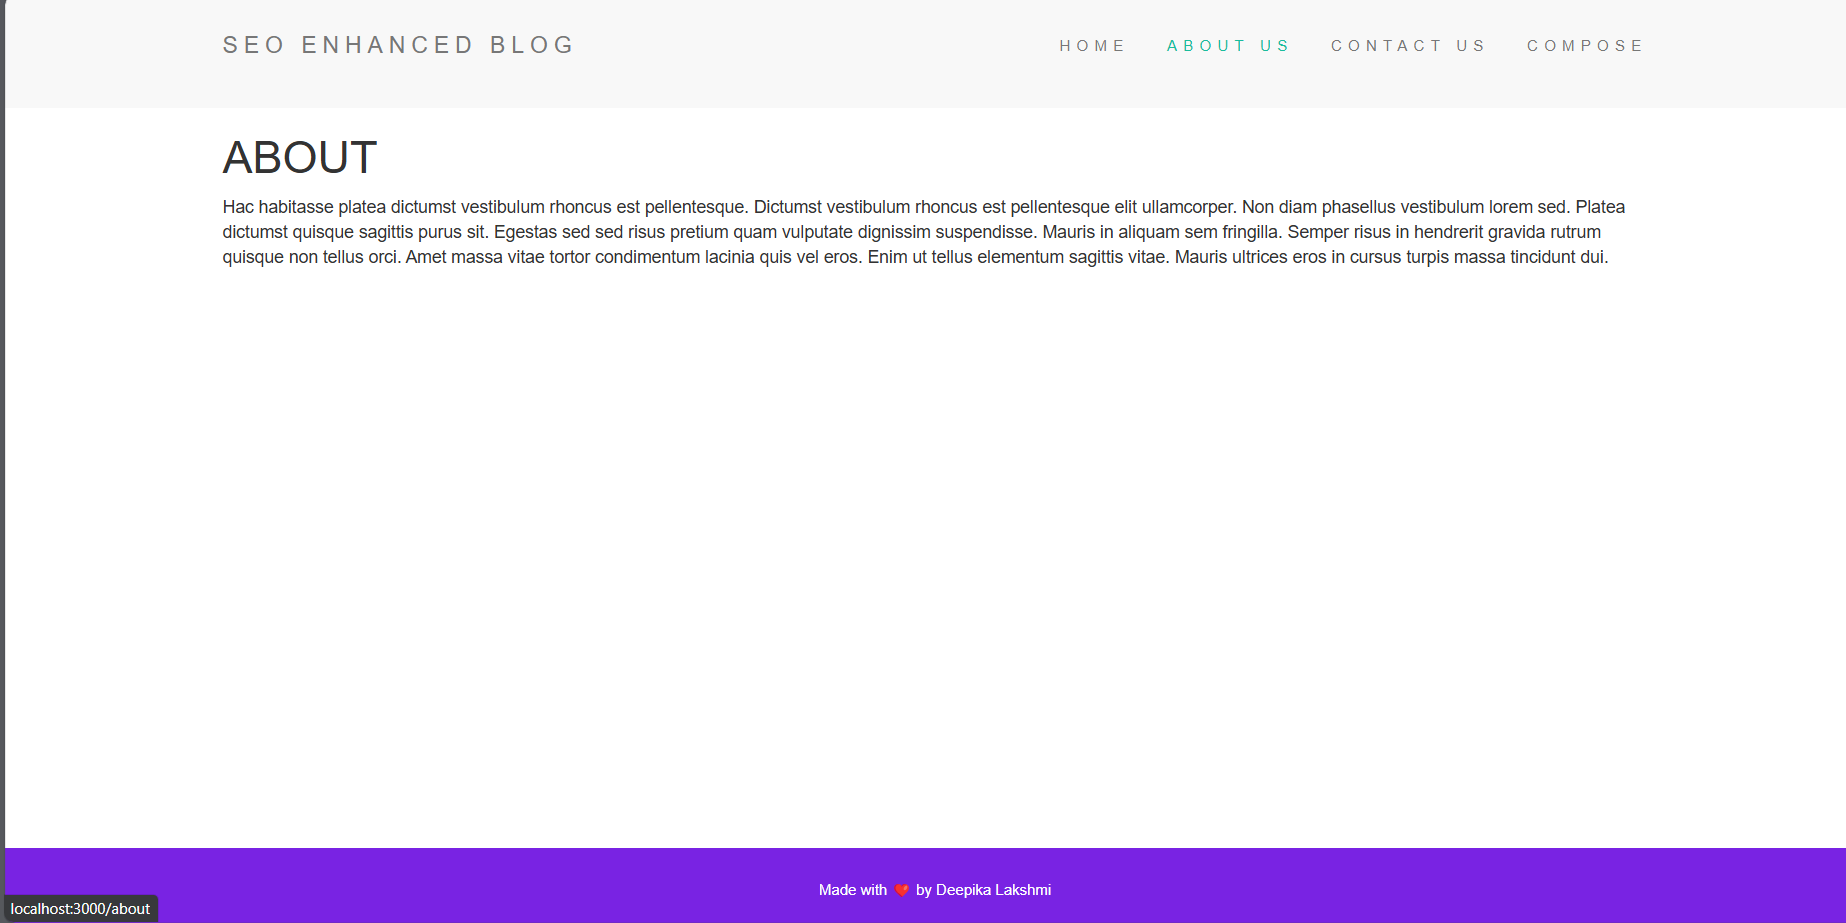 SEO ENHANCED BLOG
HOME ABOUT US CONTACT US COMPOSE
ABOUT
Hac habitasse platea dictumst vestibulum rhoncus est pellentesque. Dictumst vestibulum rhoncus est pellentesque elit ullamcorper. Non diam phasellus vestibulum lorem sed. Platea
dictumst quisque sagittis purus sit. Egestas sed sed risus pretium quam vulputate dignissim suspendisse. Mauris in aliquam sem fringilla. Semper risus in hendrerit gravida rutrum
quisque non tellus orci. Amet massa vitae tortor condimentum lacinia quis vel eros. Enim ut tellus elementum sagittis vitae. Mauris ultrices eros in cursus turpis massa tincidunt dui.
Made with ❤️ by Deepika Lakshmi
localhost:3000/about